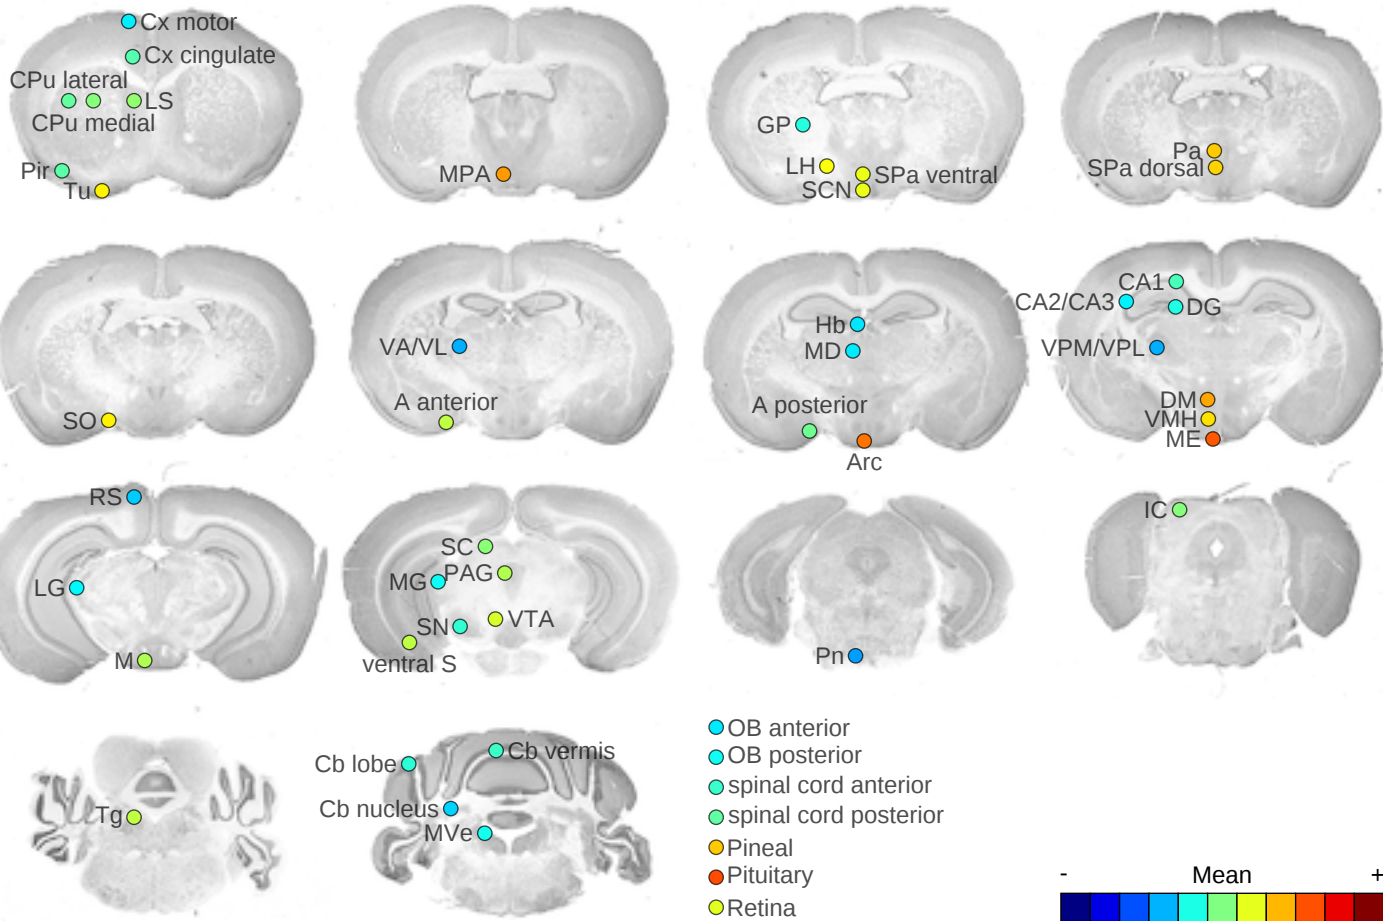 Cx motor
Cx cingulate
CPu lateral
LS
CPu medial
Pir
Tu
MPA
GP
LH
SPa ventral
SCN
Pa
SPa dorsal
SO
VA/VL
A anterior
Hb
MD
A posterior
Arc
CA1
CA2/CA3
DG
VPM/VPL
DM
VMH
ME
RS
LG
M
SC
MG
PAG
SN
VTA
ventral S
Pn
IC
Tg
Cb lobe
Cb vermis
Cb nucleus
MVe
OB anterior
OB posterior
spinal cord anterior
spinal cord posterior
Pineal
Pituitary
Retina
- Mean +